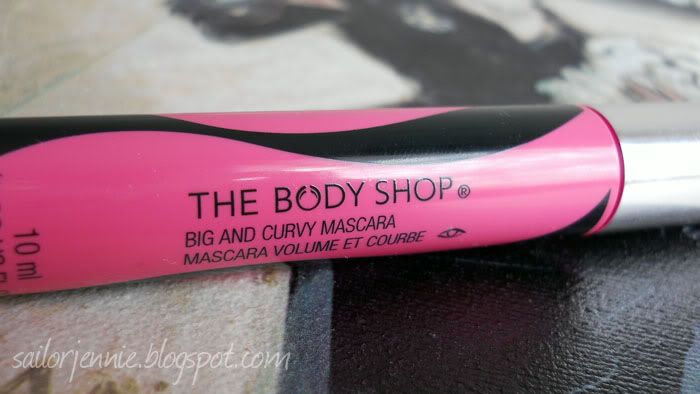 THE BODY SHOP®
BIG AND CURVY MASCARA
MASCARA VOLUME ET COURBE
10 ml
sailorjennie.blogspot.com